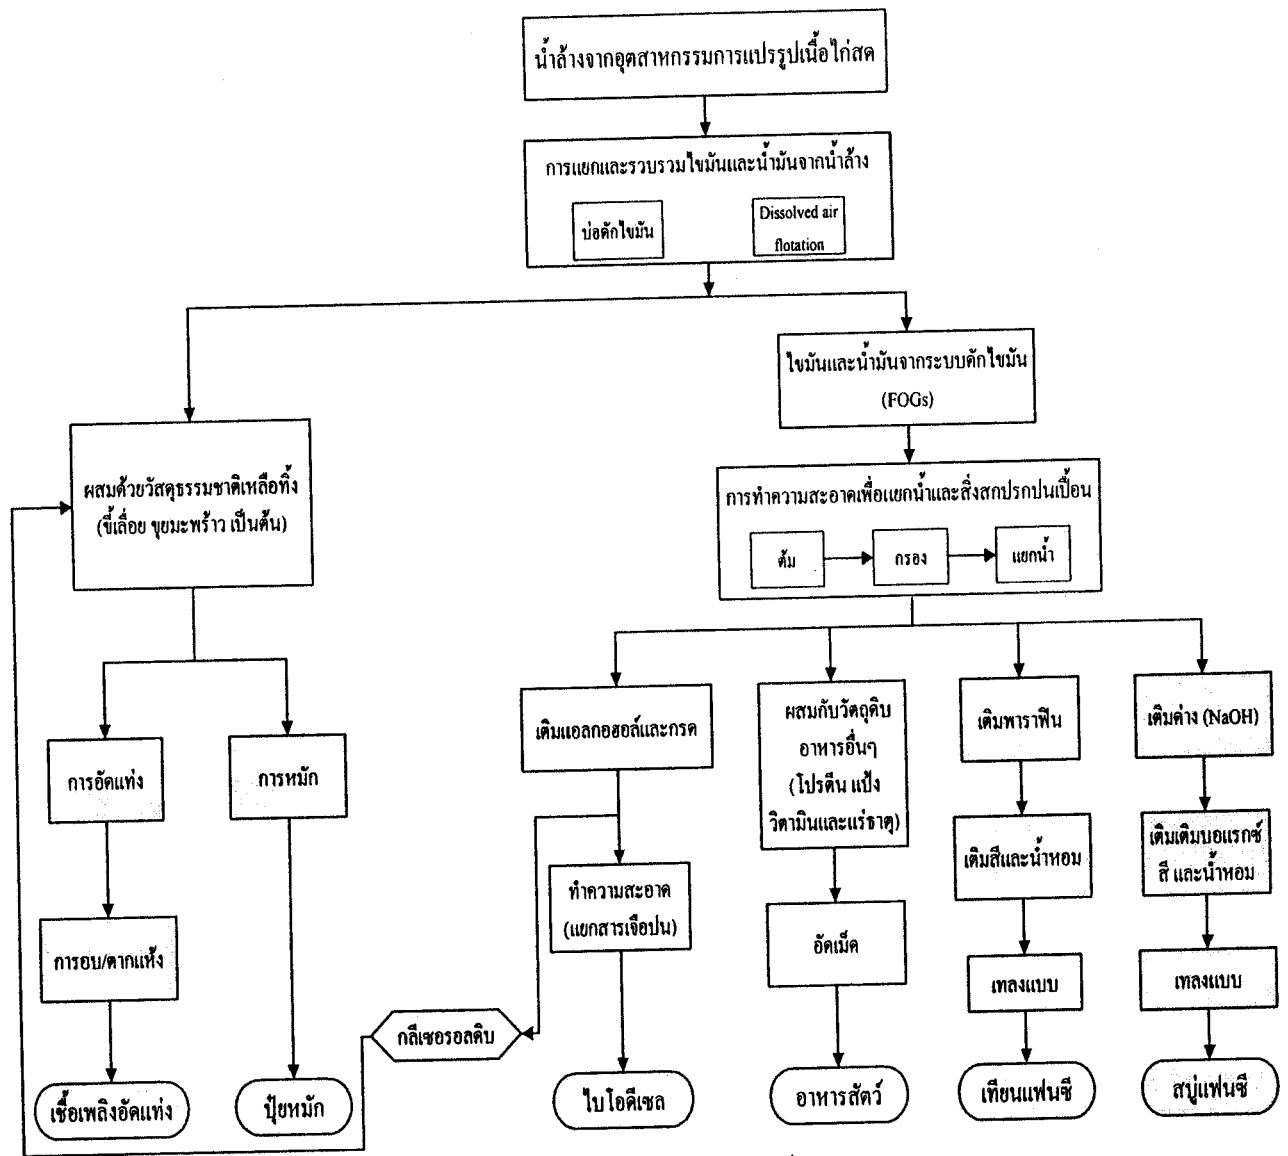 น้ำล้างจากอุตสาหกรรมการแปรรูปเนื้อไก่สด
การแยกและรวบรวมไขมันและน้ำมันจากน้ำล้าง
บ่อดักไขมัน
Dissolved air
flotation
ไขมันและน้ำมันจากระบบดักไขมัน
(FOGs)
ผสมด้วยวัสดุธรรมชาติเหลือทิ้ง
(ขี้เลื่อย ขุยมะพร้าว เป็นต้น)
การทำความสะอาดเพื่อแยกน้ำและสิ่งสกปรกปนเปื้อน
ต้ม
กรอง
แยกน้ำ
เติมแอลกอฮอล์และกรด
ผสมกับวัตถุดิบ
อาหารอื่นๆ
(โปรตีน แป้ง
วิตามินและแร่ธาตุ)
เติมพาราฟิน
เติมด่าง (NaOH)
การอัดแท่ง
การหมัก
ทำความสะอาด
(แยกสารเจือปน)
เติมสีและน้ำหอม
เติมเติมบอแรกซ์
สี และน้ำหอม
การอบ/ตากแห้ง
อัดเม็ด
เทลงแบบ
เทลงแบบ
กลีเซอรอลดิบ
เชื้อเพลิงอัดแท่ง
ปุ๋ยหมัก
ไบโอดีเซล
อาหารสัตว์
เทียนแฟนซี
สบู่แฟนซี